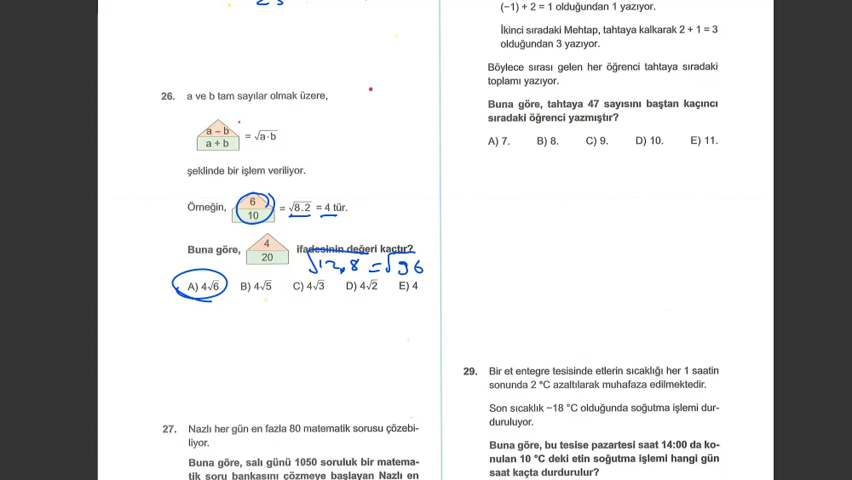 26. a ve b tam sayılar olmak üzere,
a – b
a + b
= √a·b
şeklinde bir işlem veriliyor.
Örneğin,
6
10
= √8.2 = 4 tür.
Buna göre,
4
20
ifadesinin değeri kaçtır?
√12.8 = √96
A) 4√6 B) 4√5 C) 4√3 D) 4√2 E) 4
27. Nazlı her gün en fazla 80 matematik sorusu çözebi-
liyor.
Buna göre, salı günü 1050 soruluk bir matema-
tik soru bankasını çözmeye başlayan Nazlı en
(−1) + 2 = 1 olduğundan 1 yazıyor.
İkinci sıradaki Mehtap, tahtaya kalkarak 2 + 1 = 3
olduğundan 3 yazıyor.
Böylece sırası gelen her öğrenci tahtaya sıradaki
toplamı yazıyor.
Buna göre, tahtaya 47 sayısını baştan kaçıncı
sıradaki öğrenci yazmıştır?
A) 7. B) 8. C) 9. D) 10. E) 11.
29. Bir et entegre tesisinde etlerin sıcaklığı her 1 saatin
sonunda 2 °C azaltılarak muhafaza edilmektedir.
Son sıcaklık −18 °C olduğunda soğutma işlemi dur-
duruluyor.
Buna göre, bu tesise pazartesi saat 14:00 da ko-
nulan 10 °C deki etin soğutma işlemi hangi gün
saat kaçta durdurulur?